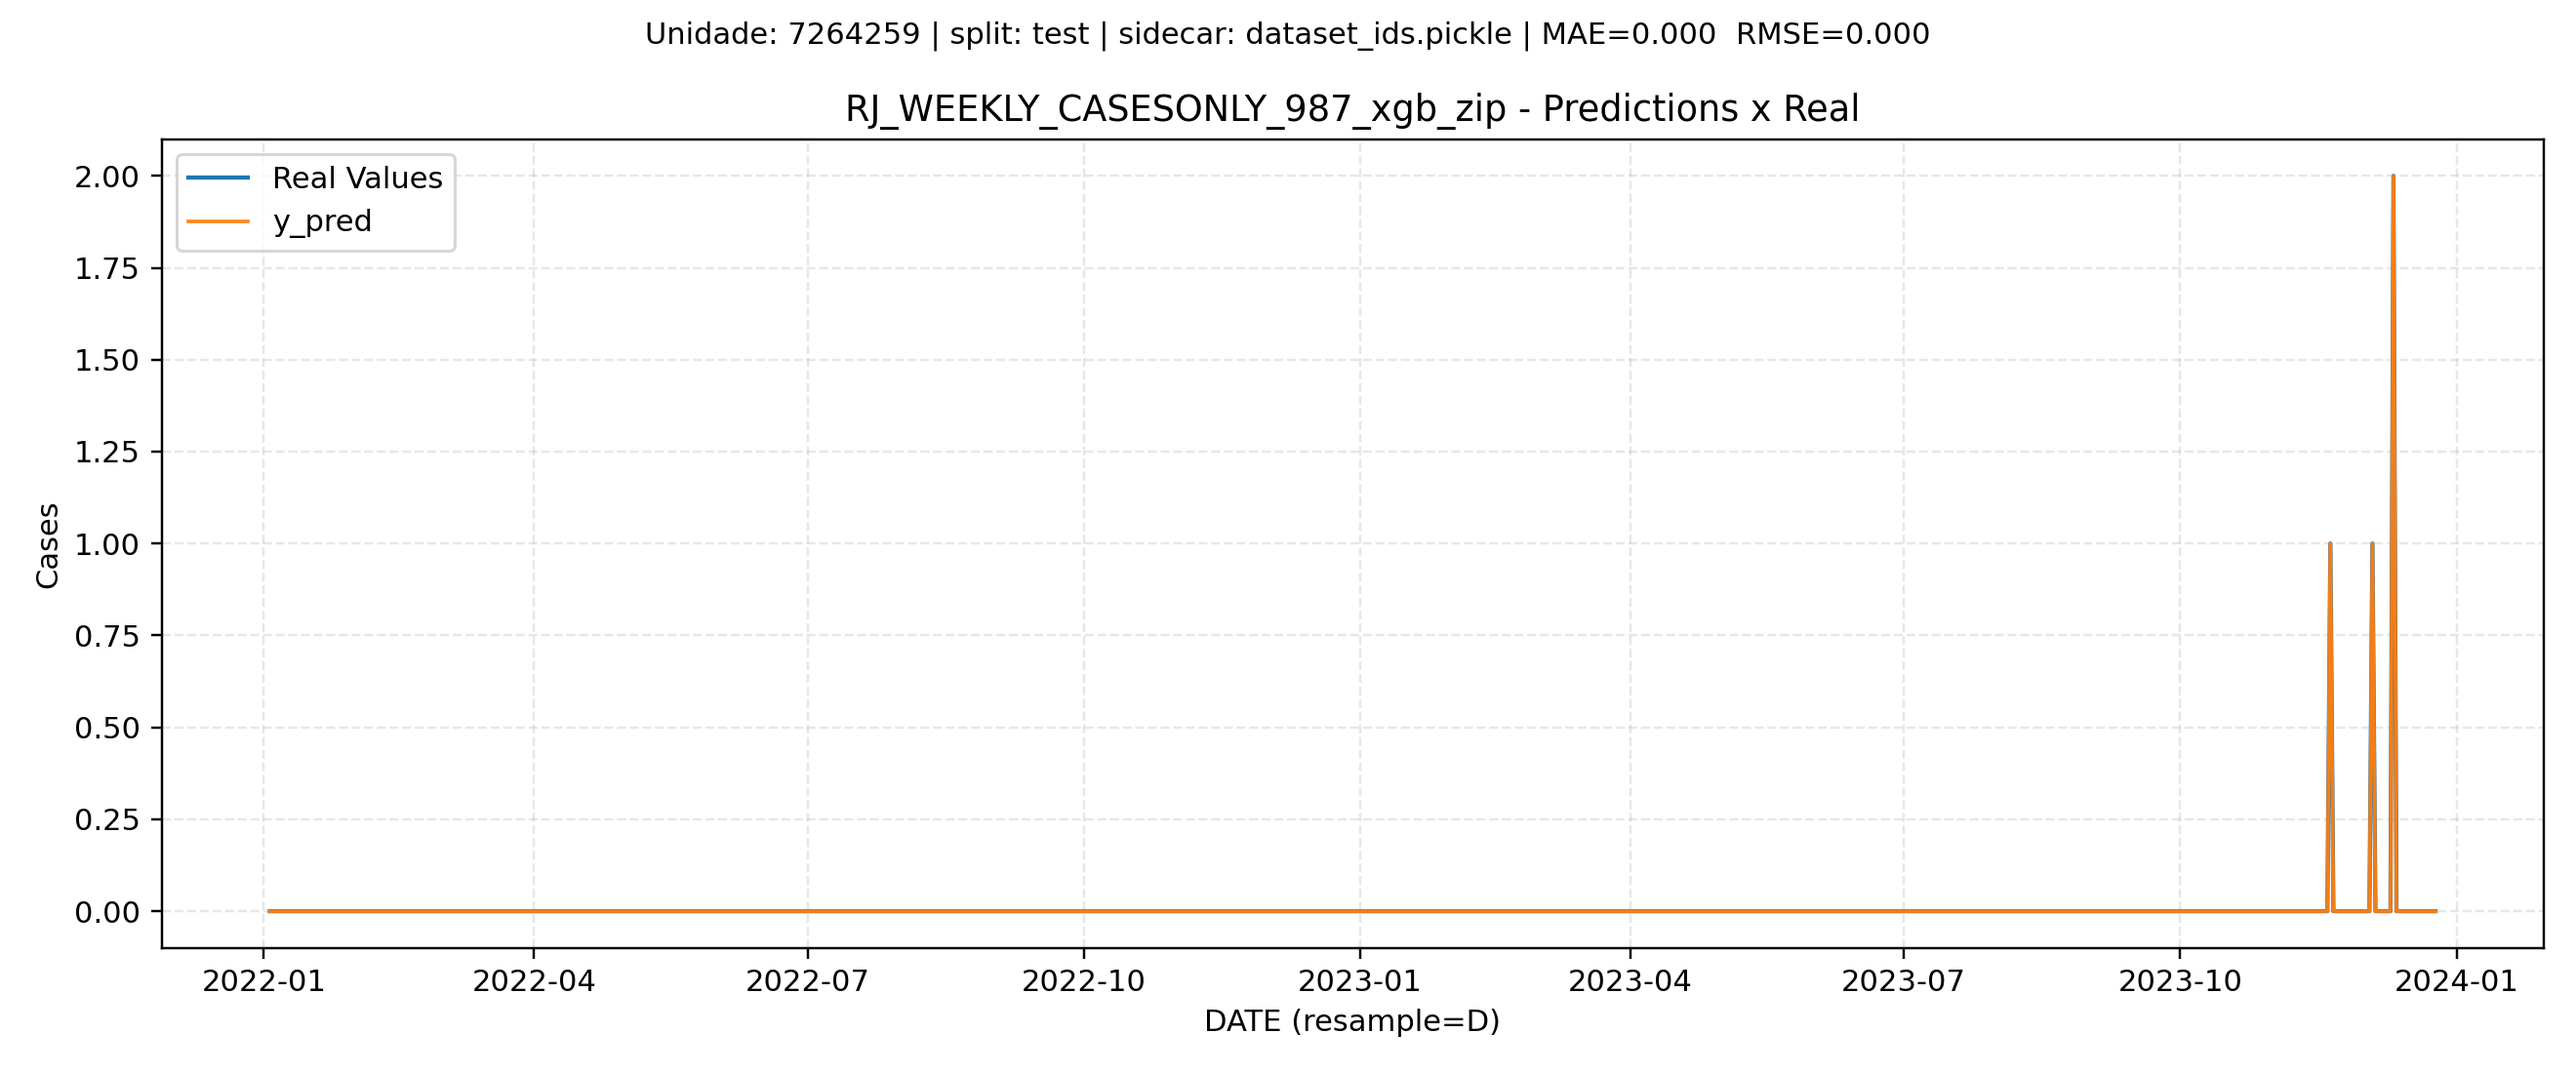 Unidade: 7264259 | split: test | sidecar: dataset_ids.pickle | MAE=0.000  RMSE=0.000
RJ_WEEKLY_CASESONLY_987_xgb_zip - Predictions x Real
Real Values
y_pred
2.00
1.75
1.50
1.25
1.00
0.75
0.50
0.25
0.00
Cases
2022-01 2022-04 2022-07 2022-10 2023-01 2023-04 2023-07 2023-10 2024-01
DATE (resample=D)